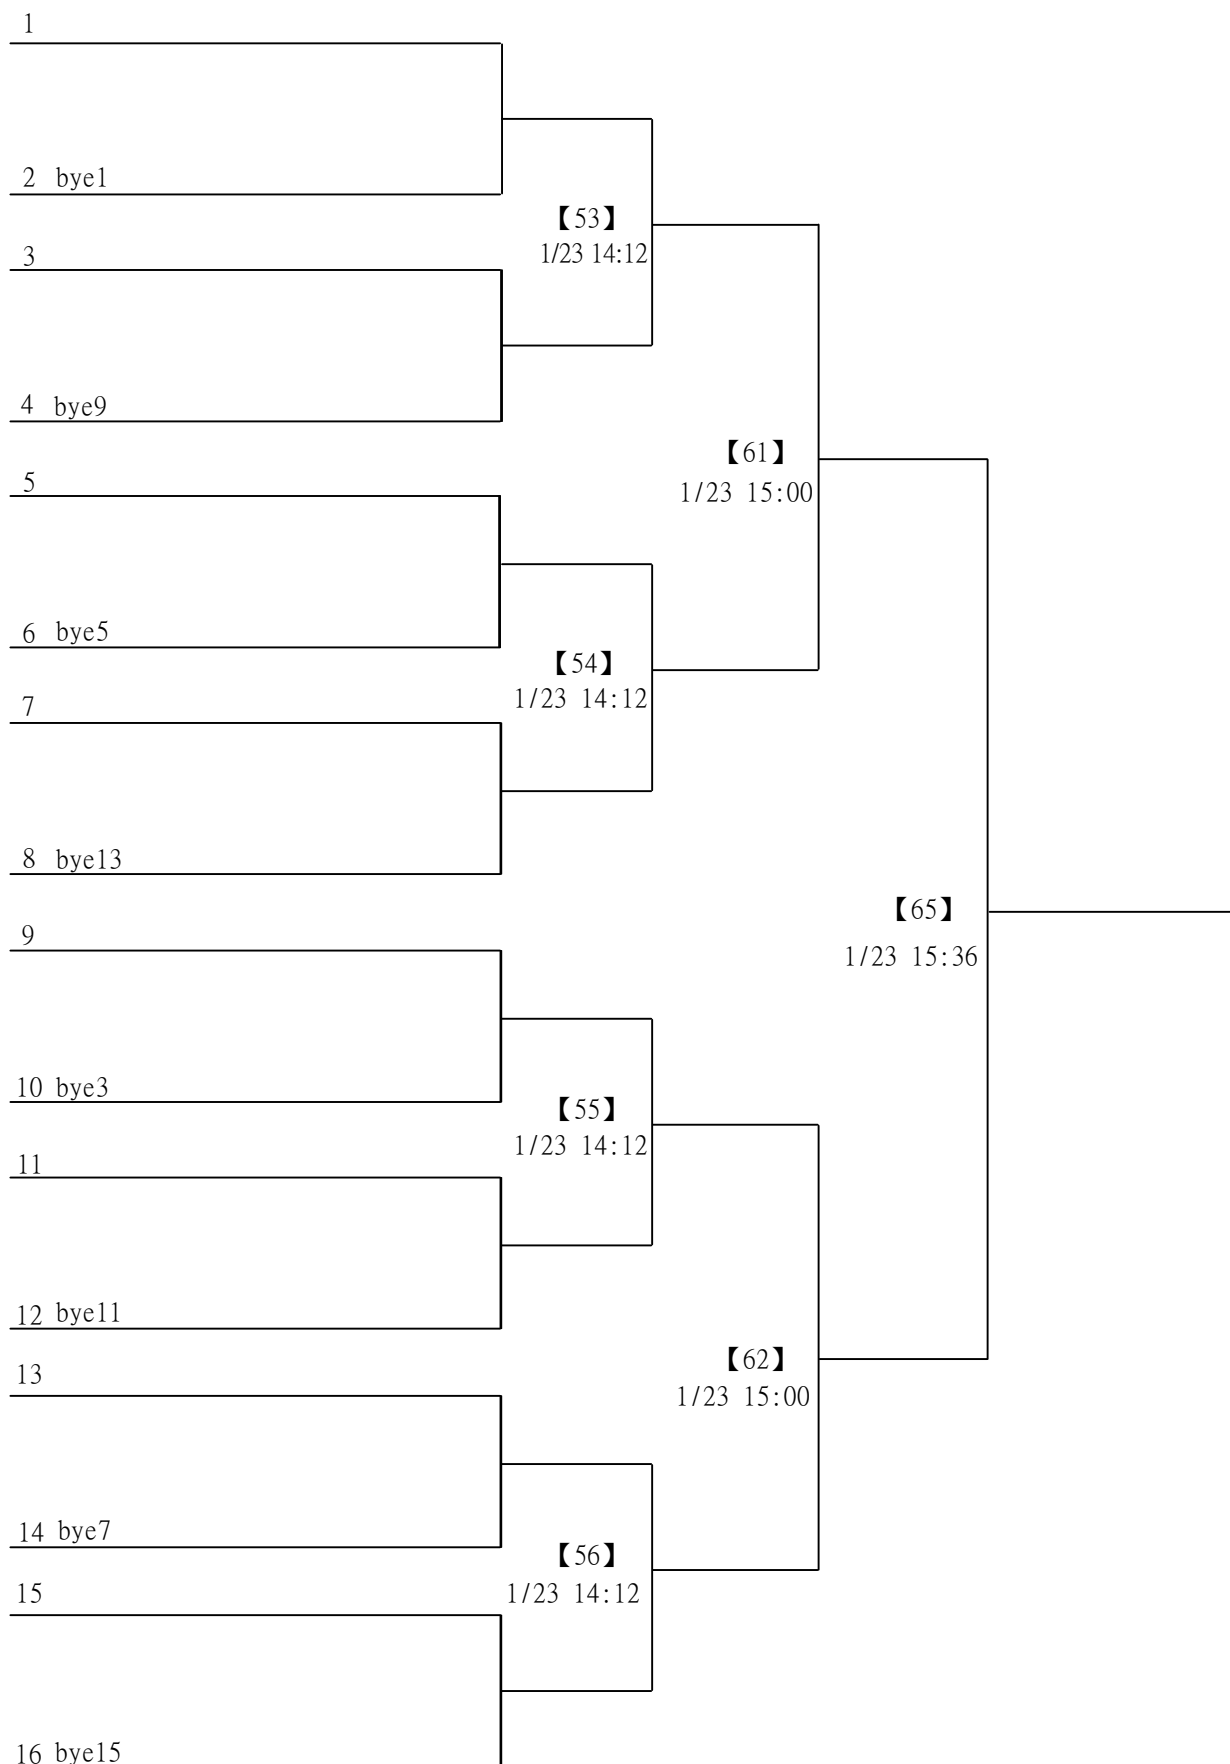 1
2 bye1
【53】
1/23 14:12
3
4 bye9
【61】
1/23 15:00
5
6 bye5
【54】
1/23 14:12
7
8 bye13
【65】
1/23 15:36
9
10 bye3
【55】
1/23 14:12
11
12 bye11
【62】
1/23 15:00
13
14 bye7
【56】
1/23 14:12
15
16 bye15